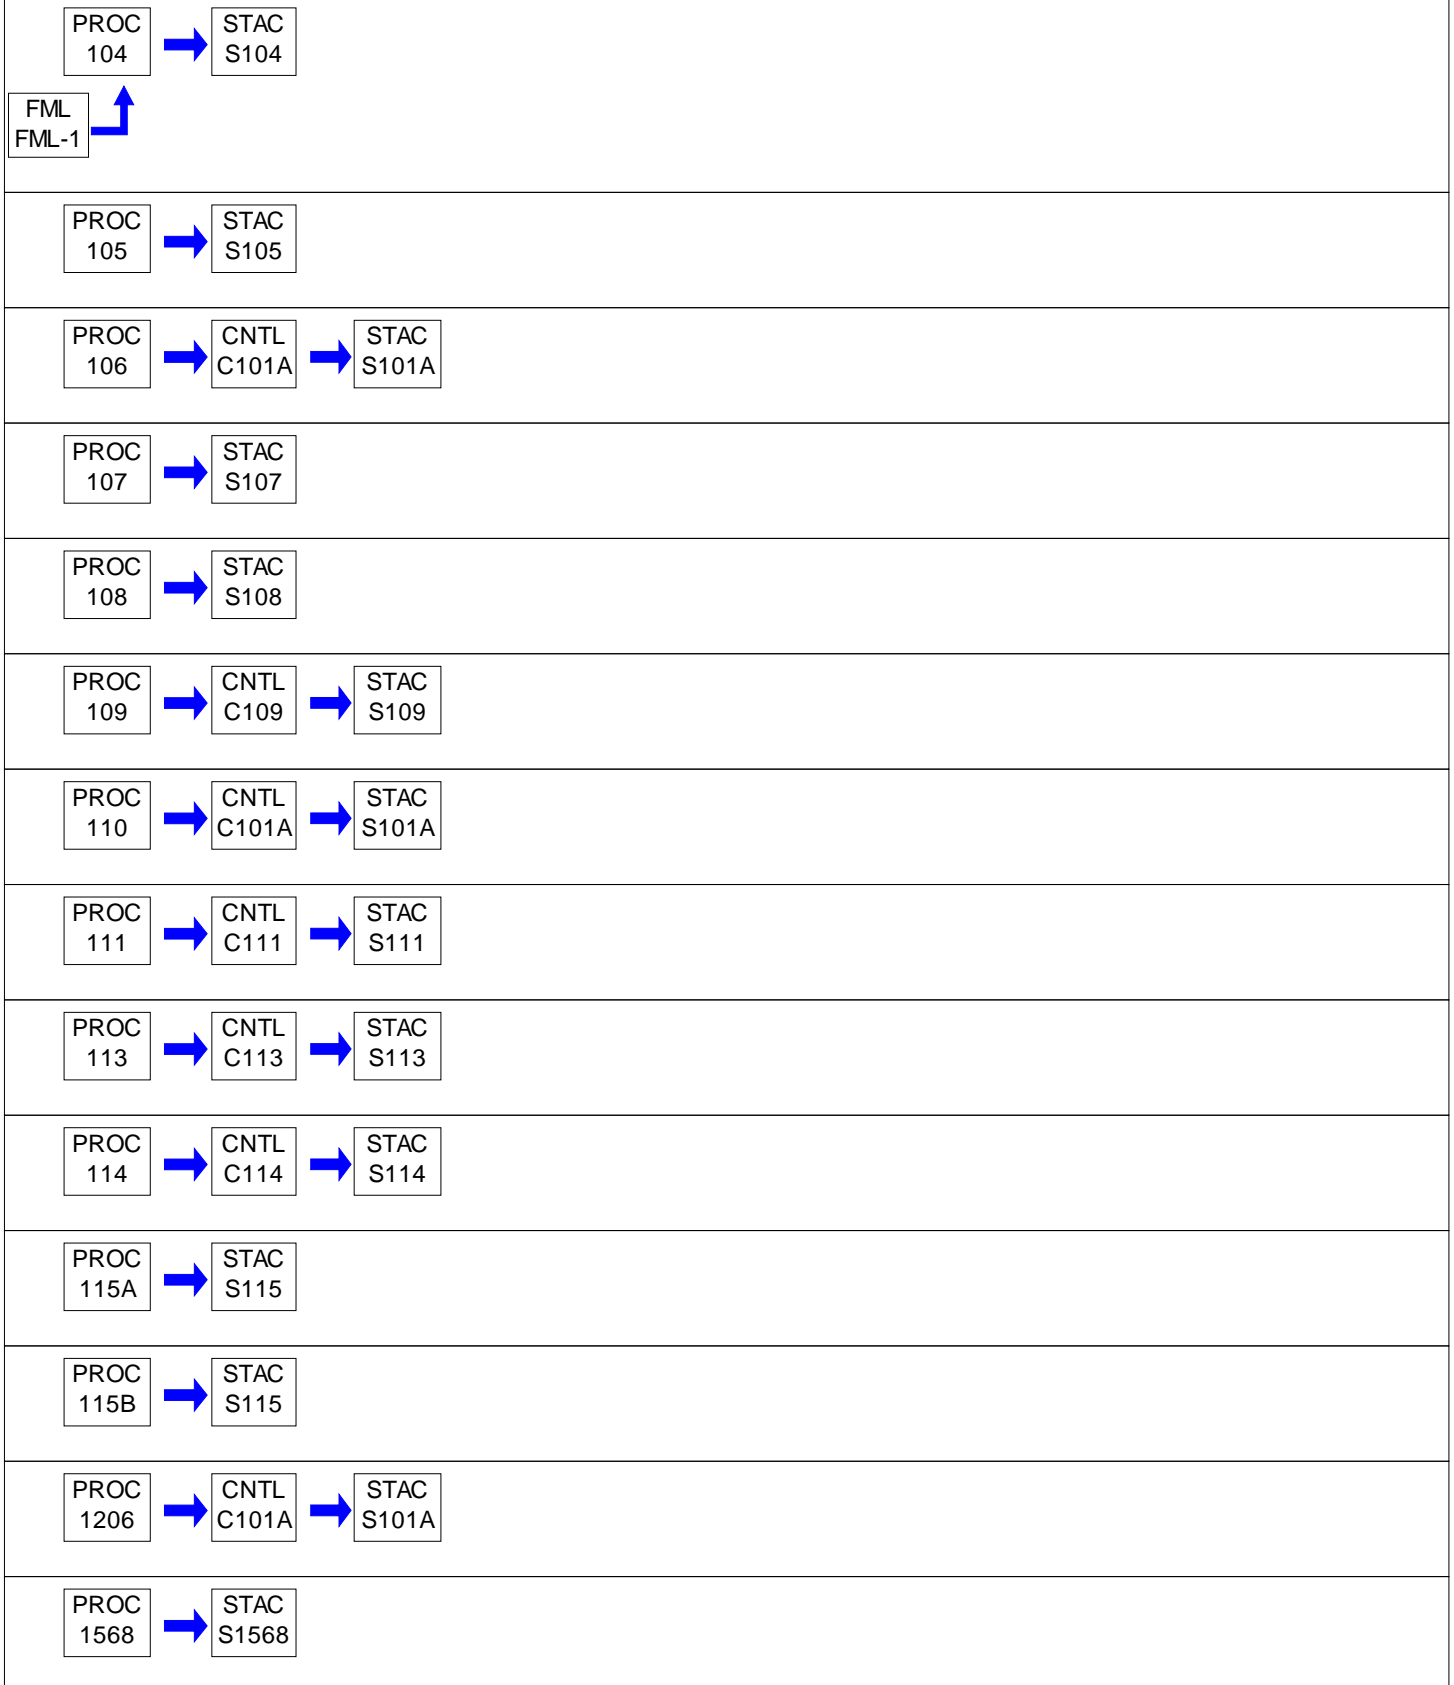 PROC STAC
104 S104
FML
FML-1
PROC STAC
105 S105
PROC CNTL STAC
106 C101A S101A
PROC STAC
107 S107
PROC STAC
108 S108
PROC CNTL STAC
109 C109 S109
PROC CNTL STAC
110 C101A S101A
PROC CNTL STAC
111 C111 S111
PROC CNTL STAC
113 C113 S113
PROC CNTL STAC
114 C114 S114
PROC STAC
115A S115
PROC STAC
115B S115
PROC CNTL STAC
1206 C101A S101A
PROC STAC
1568 S1568